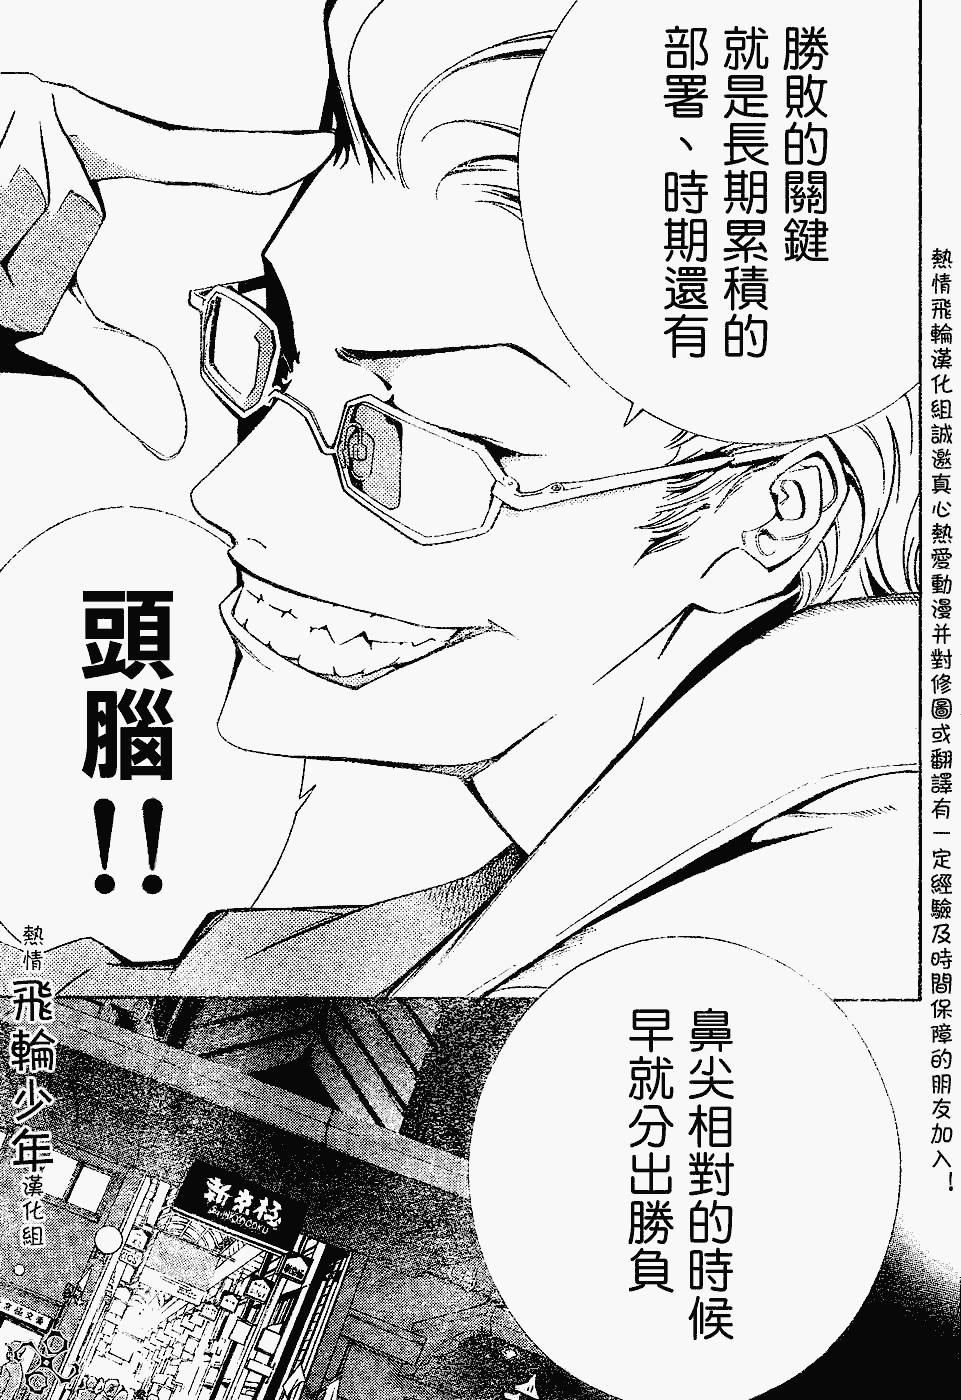 勝敗的關鍵
就是長期累積的
部署、時期還有
頭腦!!
鼻尖相對的時候
早就分出勝負
新京極
SHINKYOGOKU
熱情飛輪少年漢化組
熱情飛輪漢化組誠邀真心熱愛動漫并對修圖或翻譯有一定經驗及時間保障的朋友加入！